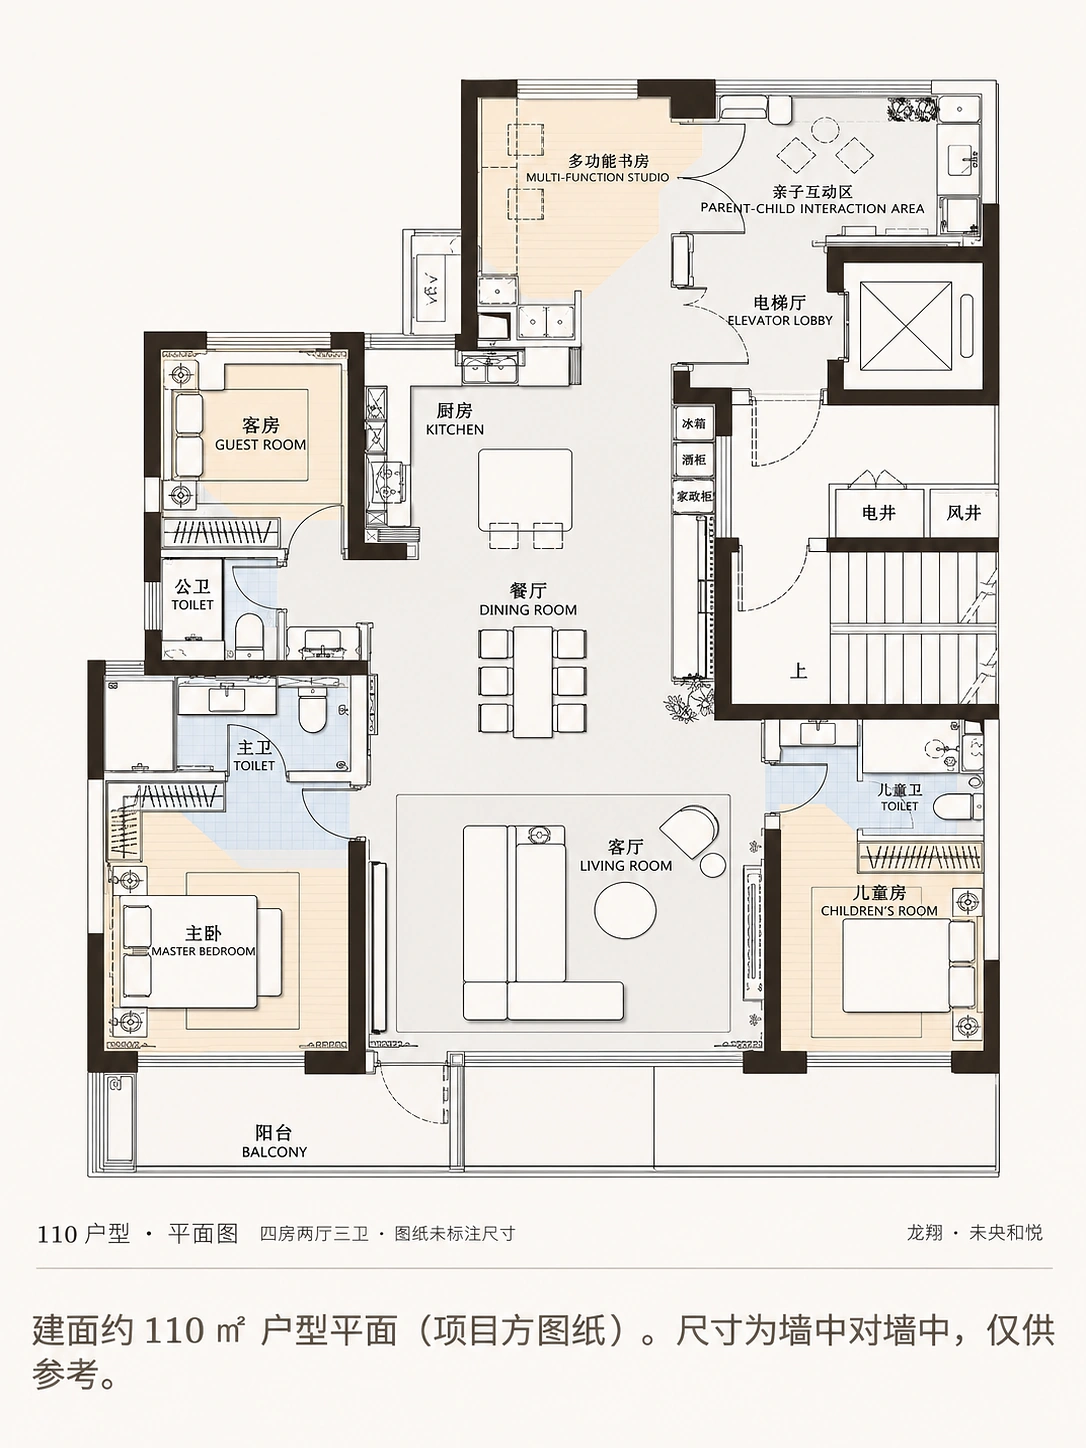 多功能书房
MULTI-FUNCTION STUDIO
亲子互动区
PARENT-CHILD INTERACTION AREA
电梯厅
ELEVATOR LOBBY
客房
GUEST ROOM
厨房
KITCHEN
冰箱
酒柜
家政柜
电井
风井
公卫
TOILET
餐厅
DINING ROOM
上
主卫
TOILET
儿童卫
TOILET
客厅
LIVING ROOM
儿童房
CHILDREN'S ROOM
主卧
MASTER BEDROOM
阳台
BALCONY
110 户型 · 平面图 四房两厅三卫 · 图纸未标注尺寸
龙翔 · 未央和悦
建面约 110 ㎡ 户型平面（项目方图纸）。尺寸为墙中对墙中，仅供
参考。